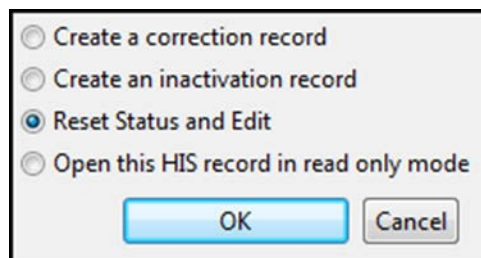 Create a correction record
Create an inactivation record
Reset Status and Edit
Open this HIS record in read only mode
OK Cancel